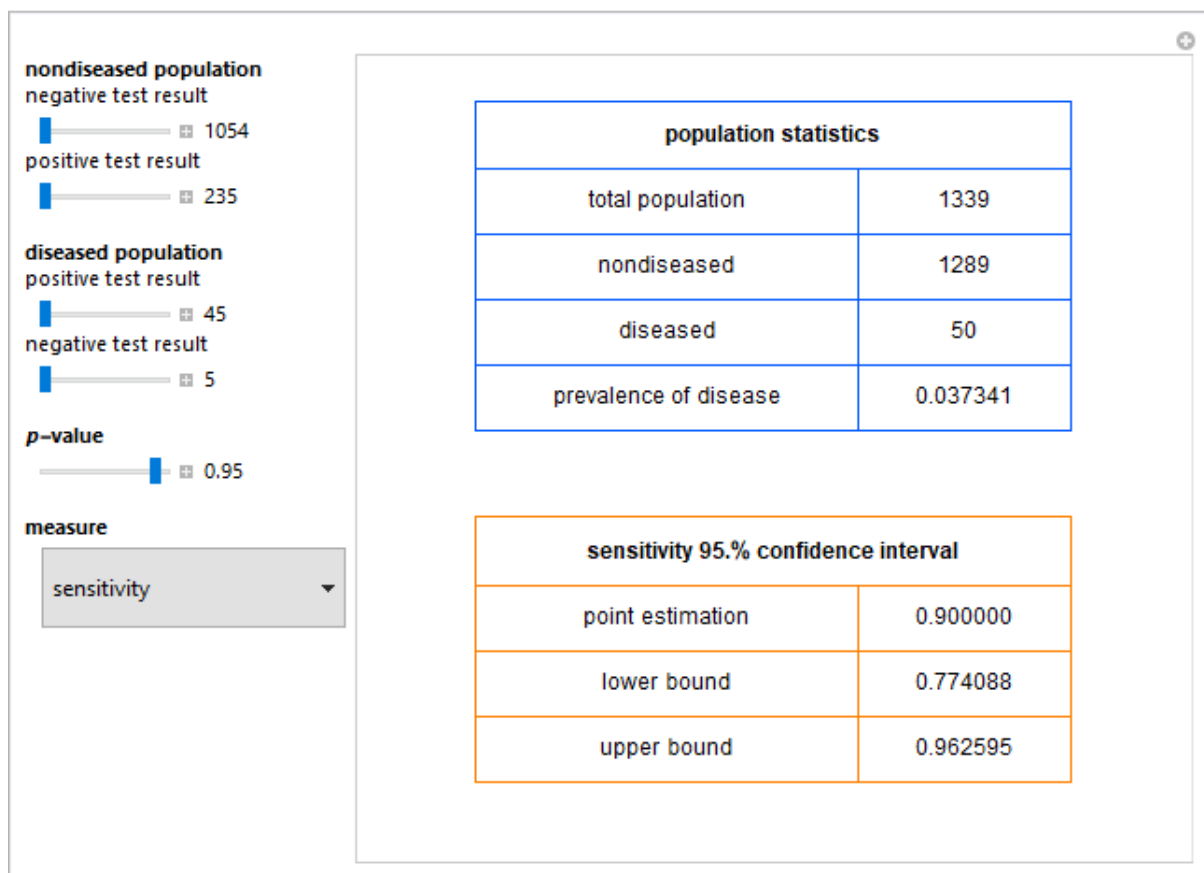 nondiseased population
negative test result
1054
positive test result
235
diseased population
positive test result
45
negative test result
5
p-value
0.95
measure
sensitivity
population statistics
total population 1339
nondiseased 1289
diseased 50
prevalence of disease 0.037341
sensitivity 95.% confidence interval
point estimation 0.900000
lower bound 0.774088
upper bound 0.962595